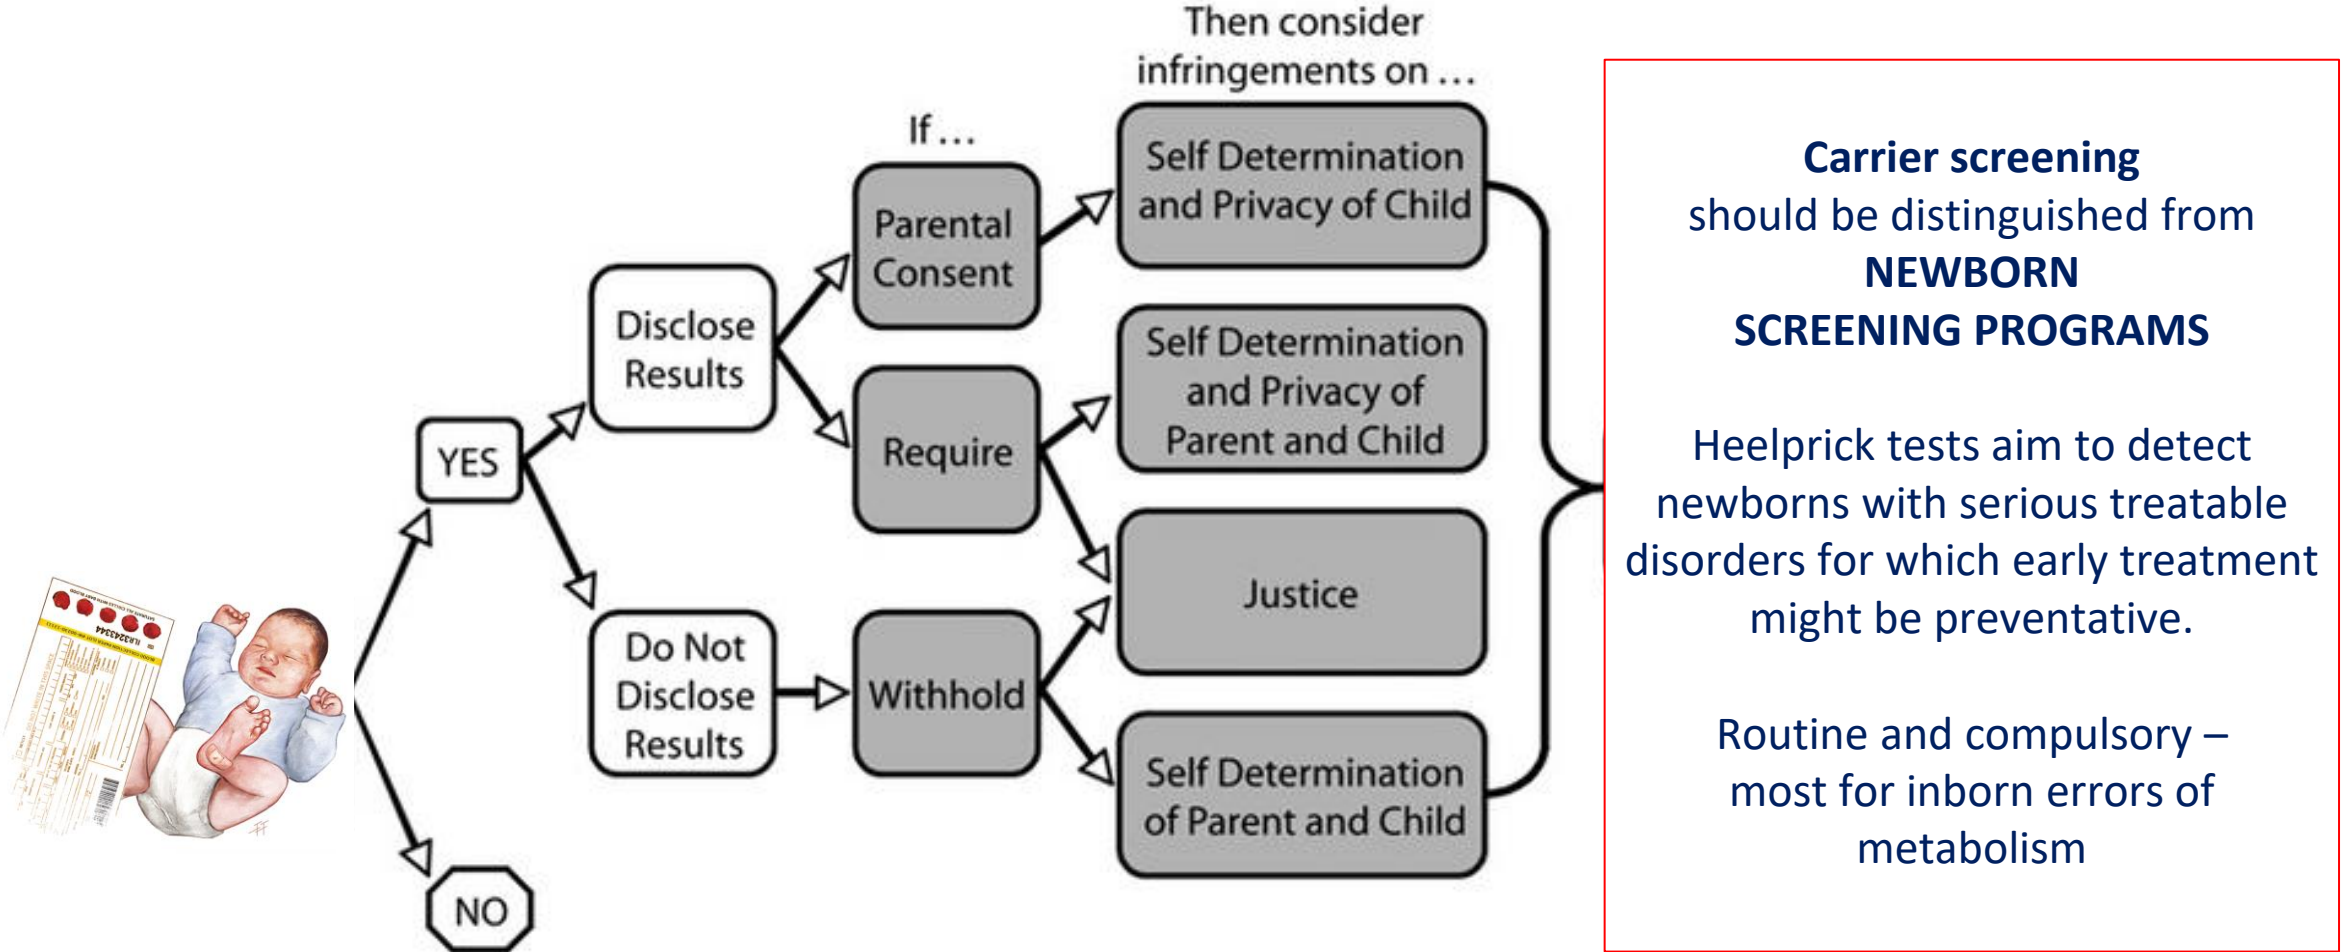 Then consider
infringements on ...
If ...
Self Determination
and Privacy of Child
Parental
Consent
Disclose
Results
Self Determination
and Privacy of
Parent and Child
Require
YES
Justice
Do Not
Disclose
Results
Withhold
Self Determination
of Parent and Child
NO
ILR3243344
Carrier screening
should be distinguished from
NEWBORN
SCREENING PROGRAMS
Heelprick tests aim to detect
newborns with serious treatable
disorders for which early treatment
might be preventative.
Routine and compulsory –
most for inborn errors of
metabolism